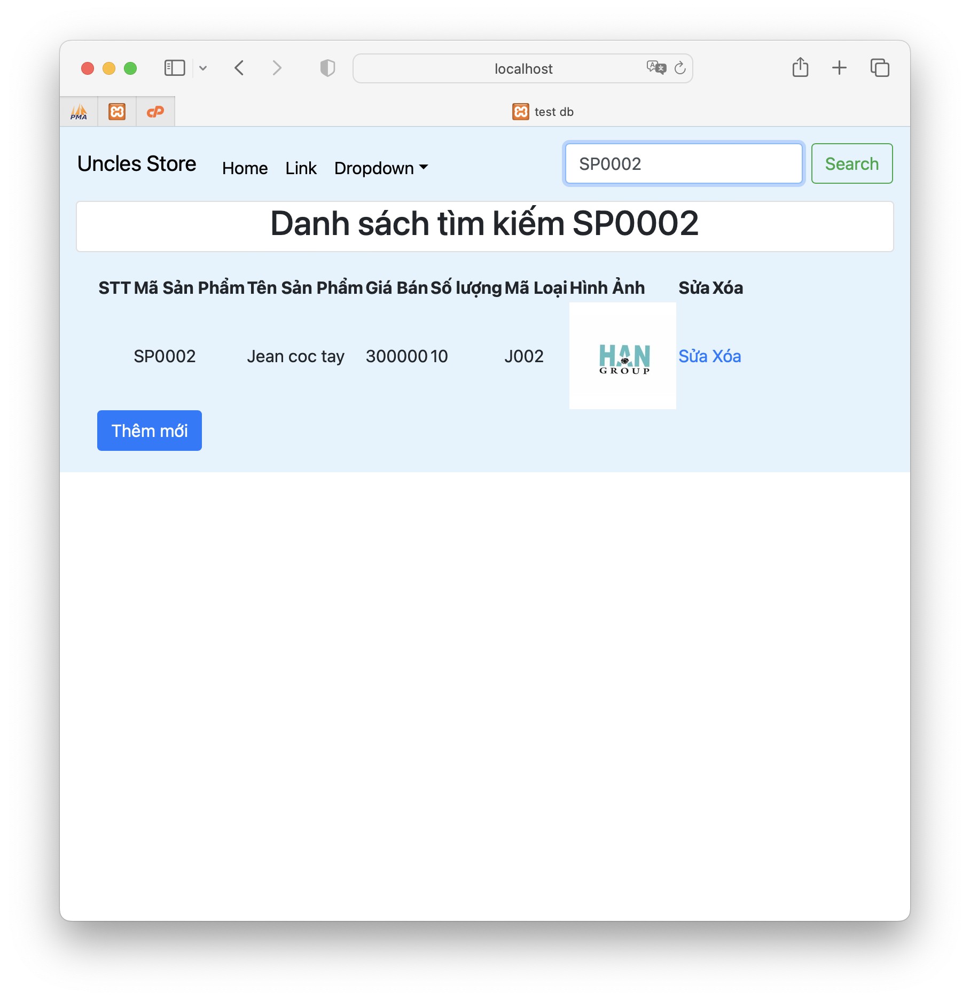 localhost
PMA
test db
Uncles Store Home Link Dropdown SP0002 Search
Danh sách tìm kiếm SP0002
STT Mã Sản Phẩm Tên Sản Phẩm Giá Bán Số lượng Mã Loại Hình Ảnh Sửa Xóa
SP0002 Jean coc tay 300000 10 J002 Sửa Xóa
HAN
GROUP
Thêm mới